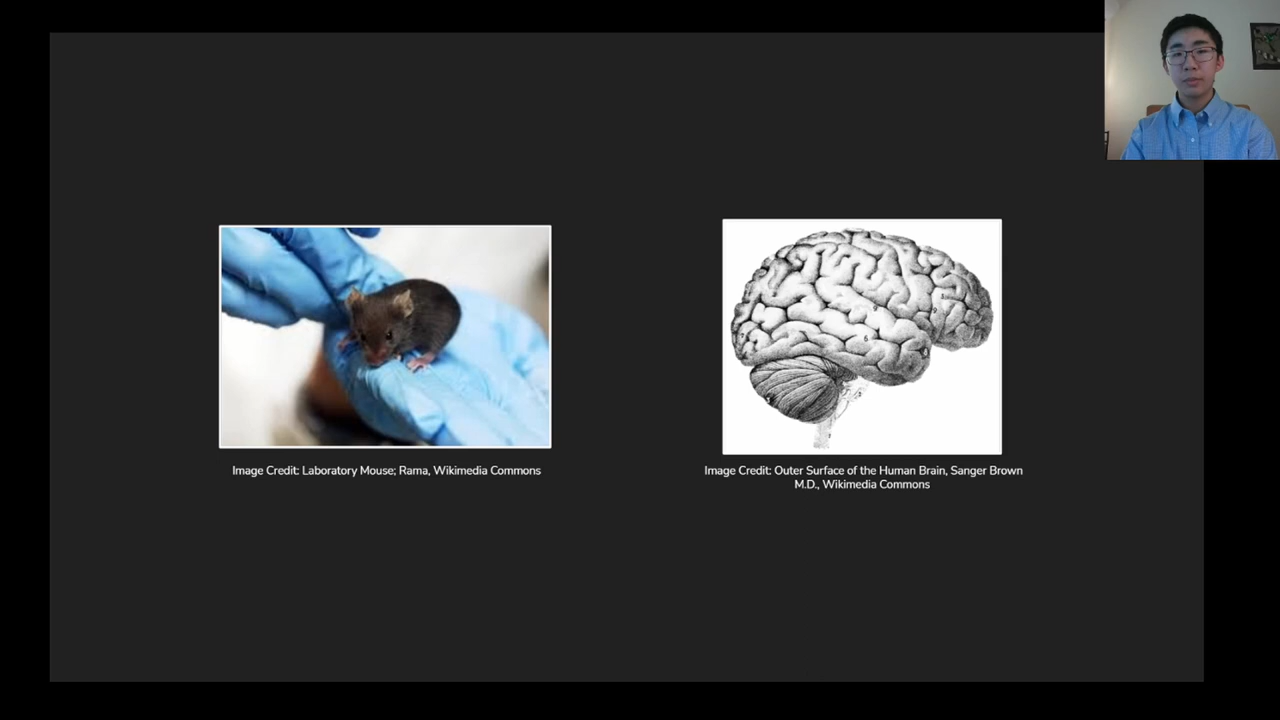 Image Credit: Laboratory Mouse; Rama, Wikimedia Commons
Image Credit: Outer Surface of the Human Brain, Sanger Brown
M.D., Wikimedia Commons